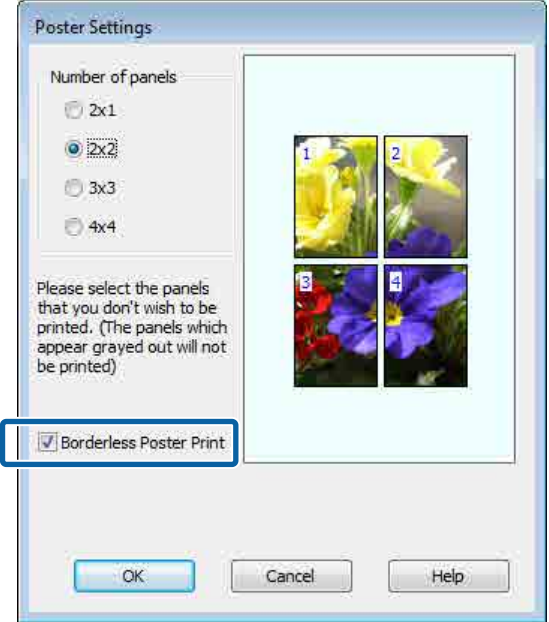 Poster Settings
Number of panels
2x1
2x2
3x3
4x4
1
2
3
4
Please select the panels
that you don't wish to be
printed. (The panels which
appear grayed out will not
be printed)
Borderless Poster Print
OK
Cancel
Help